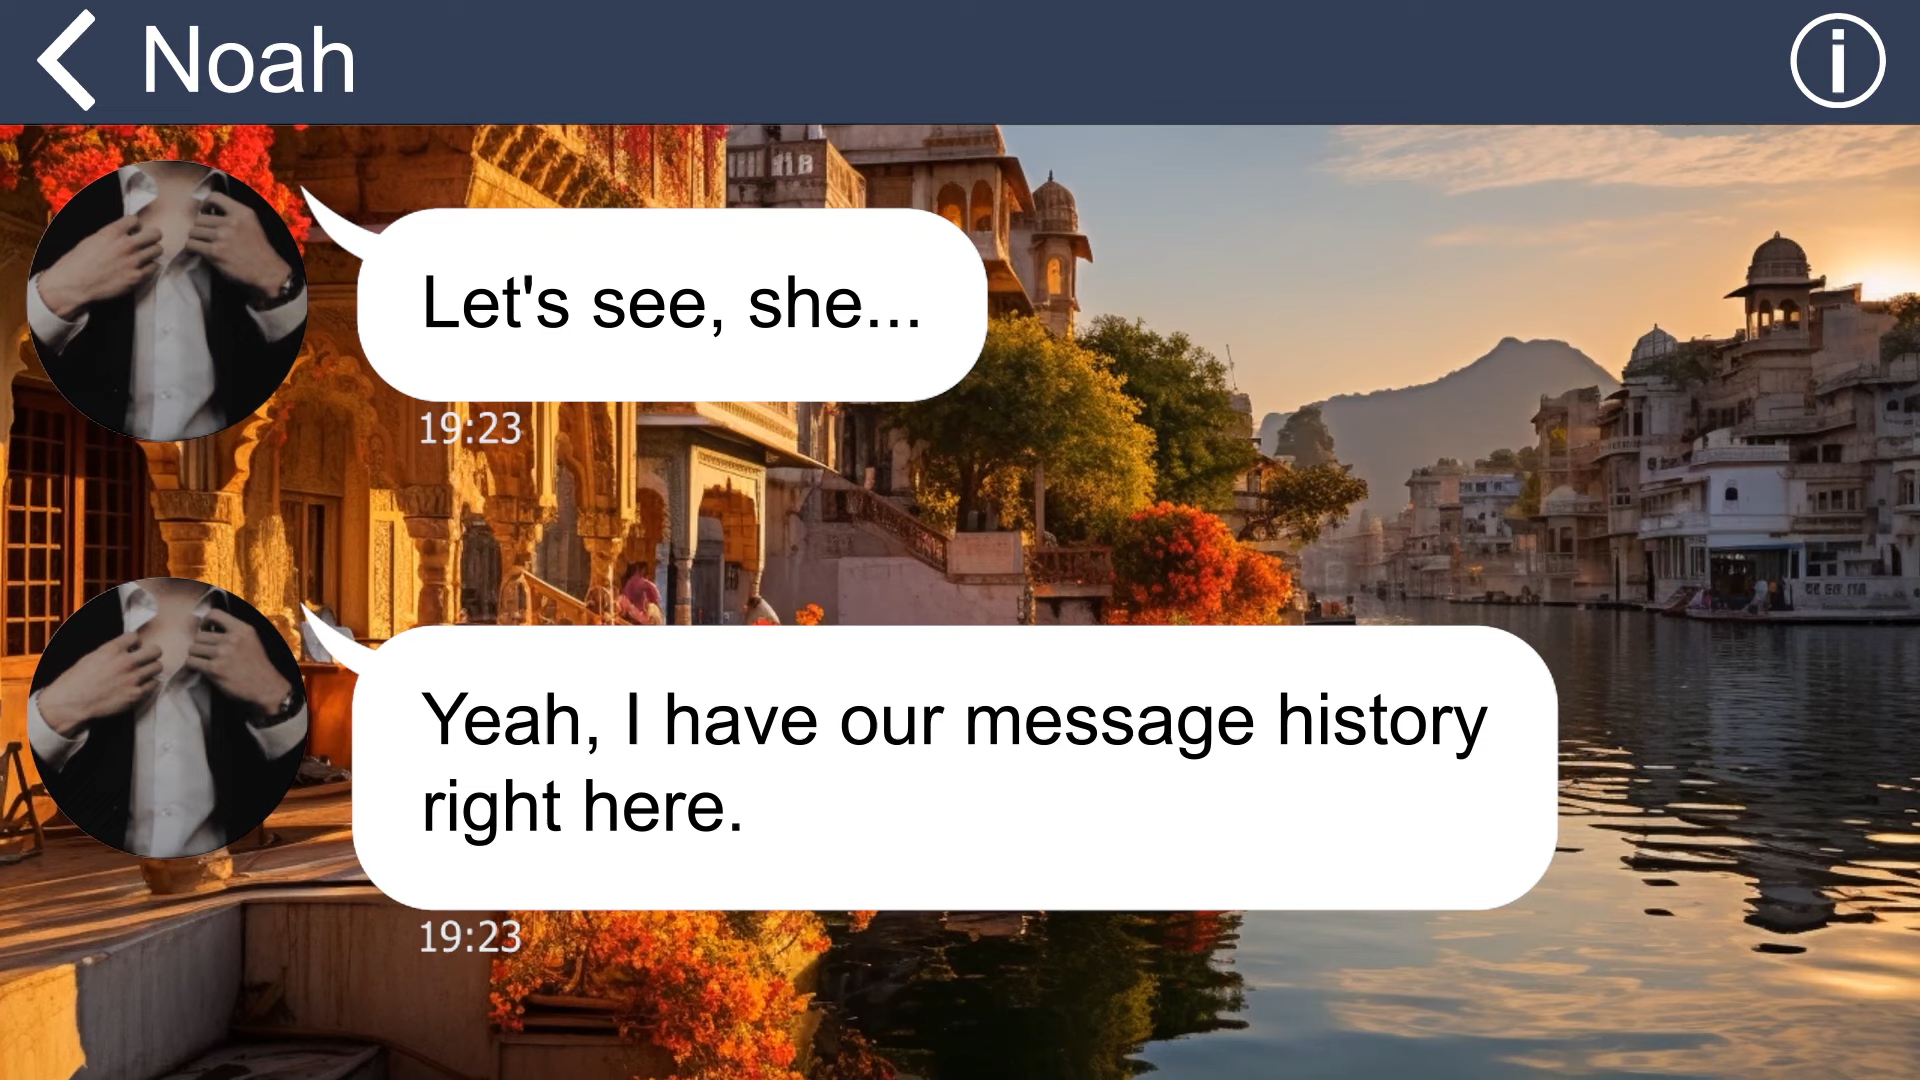 Noah
Let's see, she...
19:23
Yeah, I have our message history
right here.
19:23